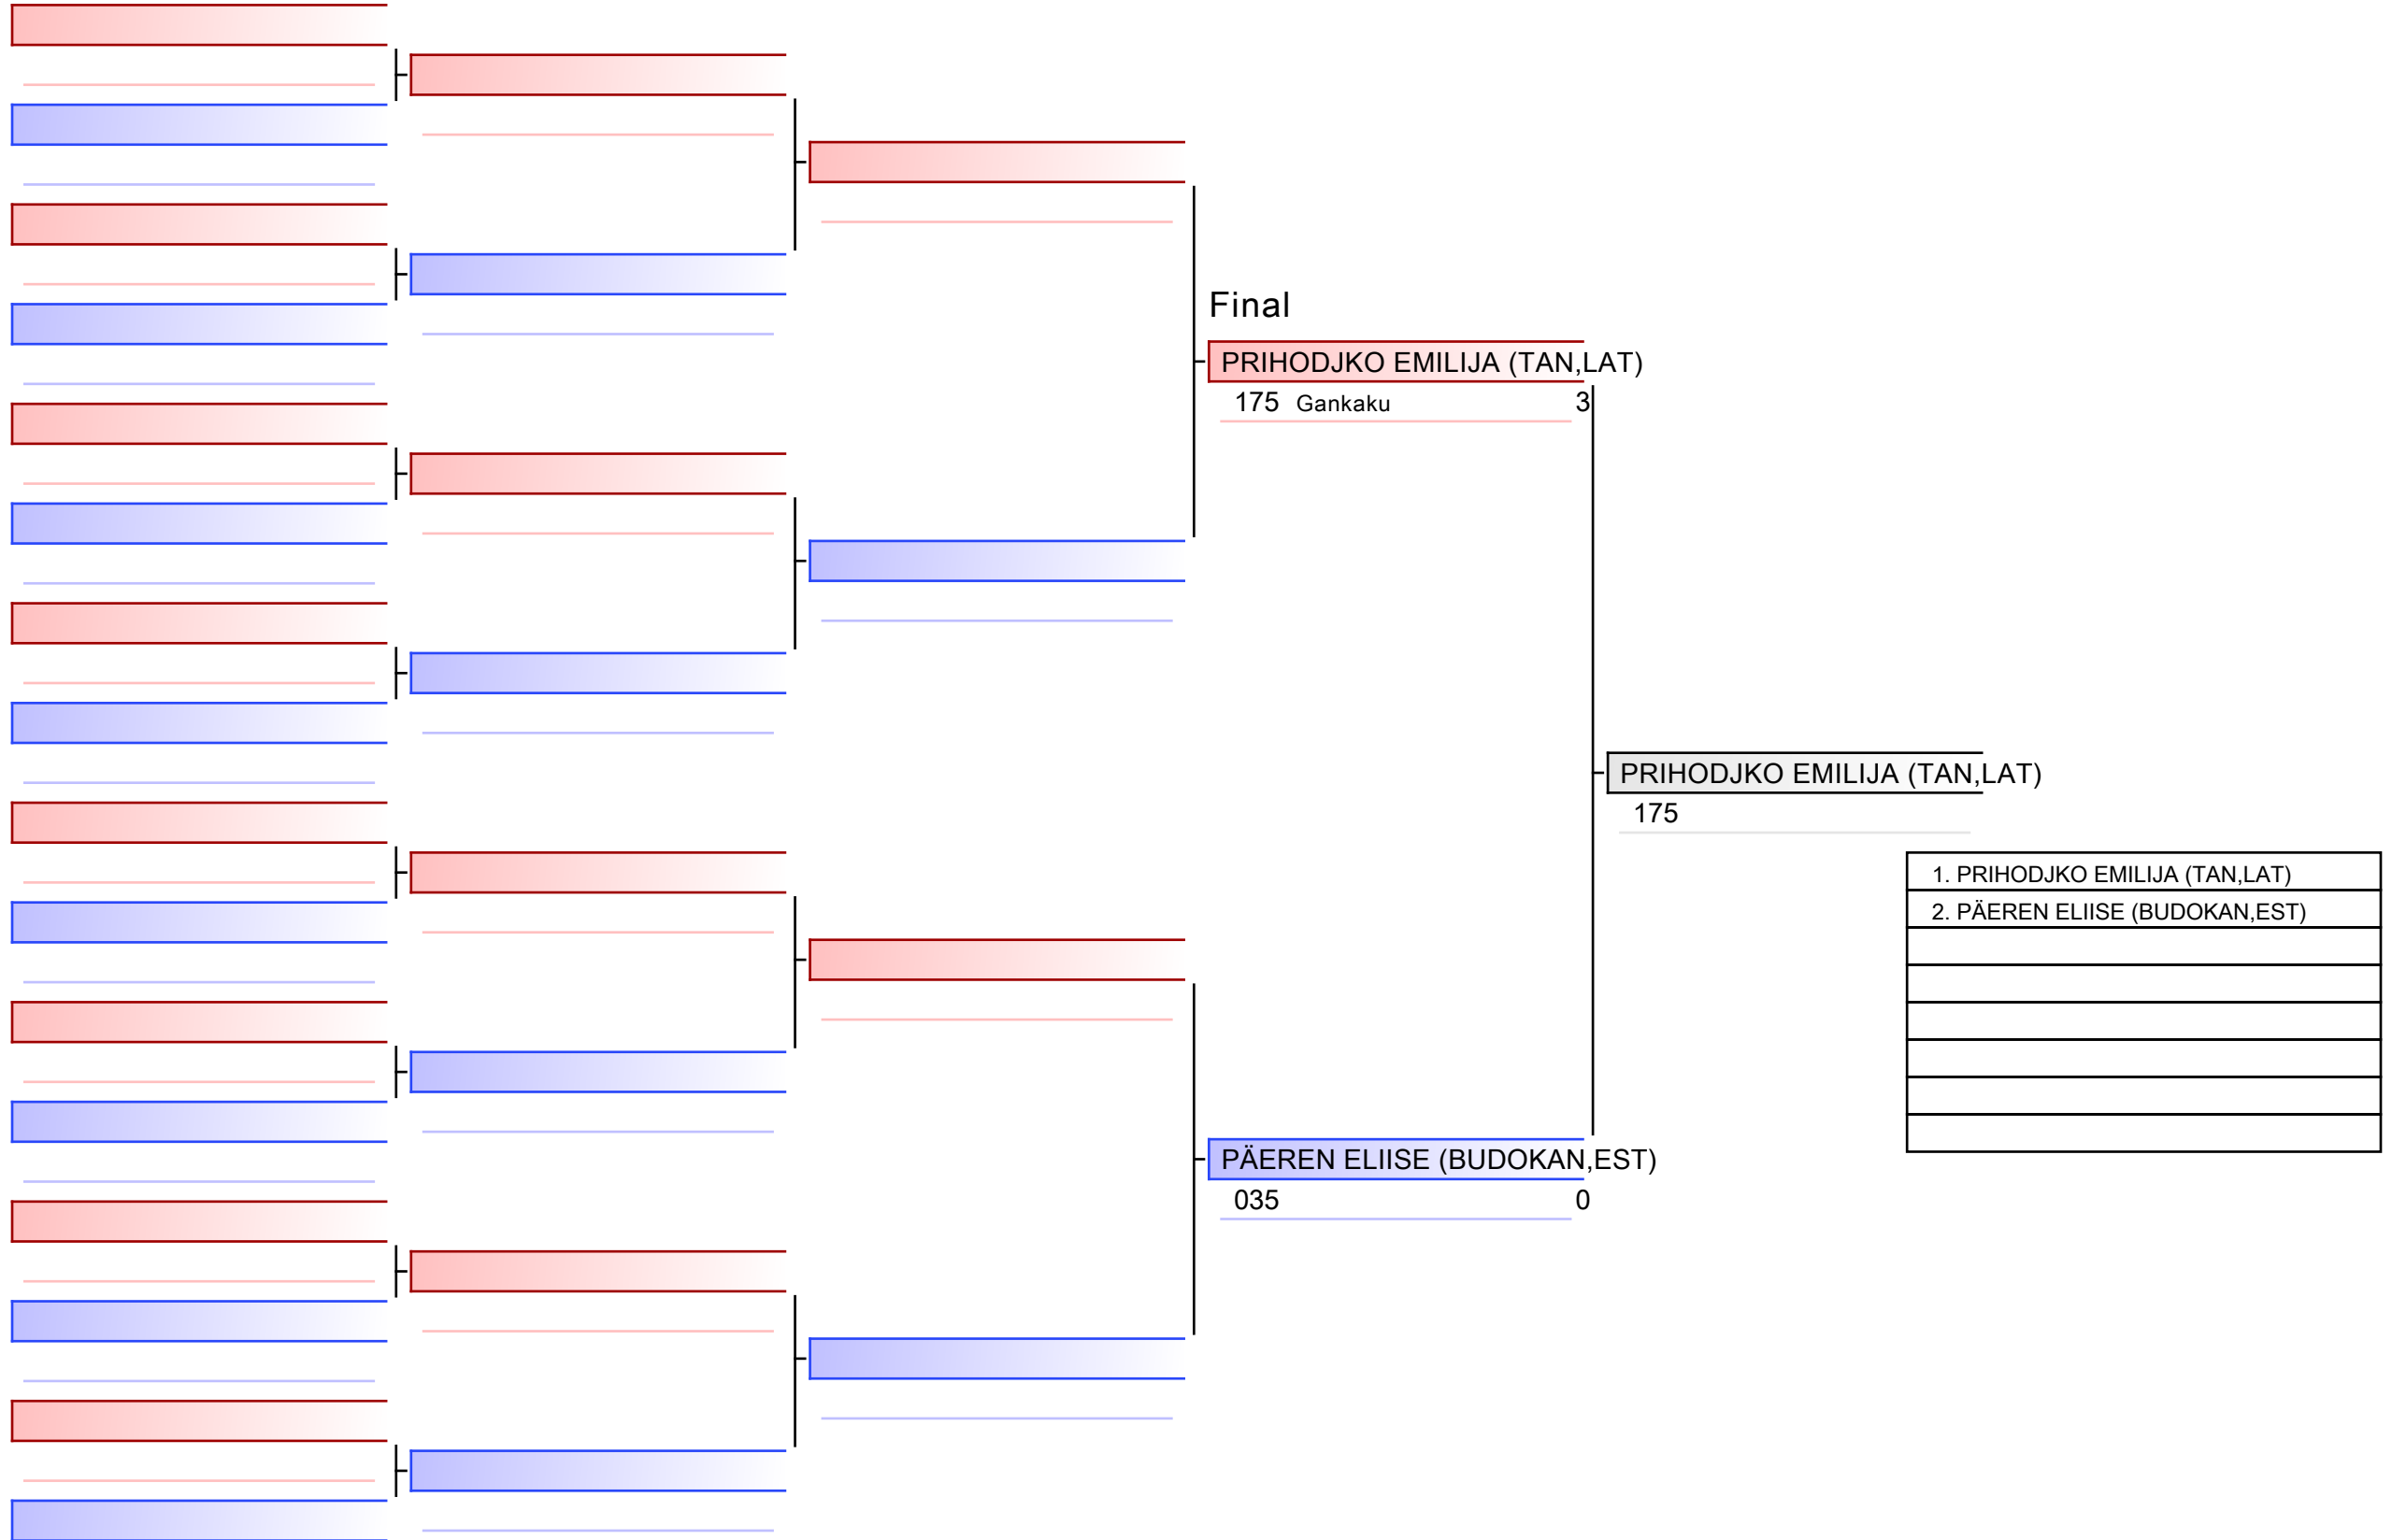 Final
PRIHODJKO EMILIJA (TAN,LAT)
175 Gankaku 3
PRIHODJKO EMILIJA (TAN,LAT)
175
1. PRIHODJKO EMILIJA (TAN,LAT)
2. PÄEREN ELIISE (BUDOKAN,EST)
PÄEREN ELIISE (BUDOKAN,EST)
035 0